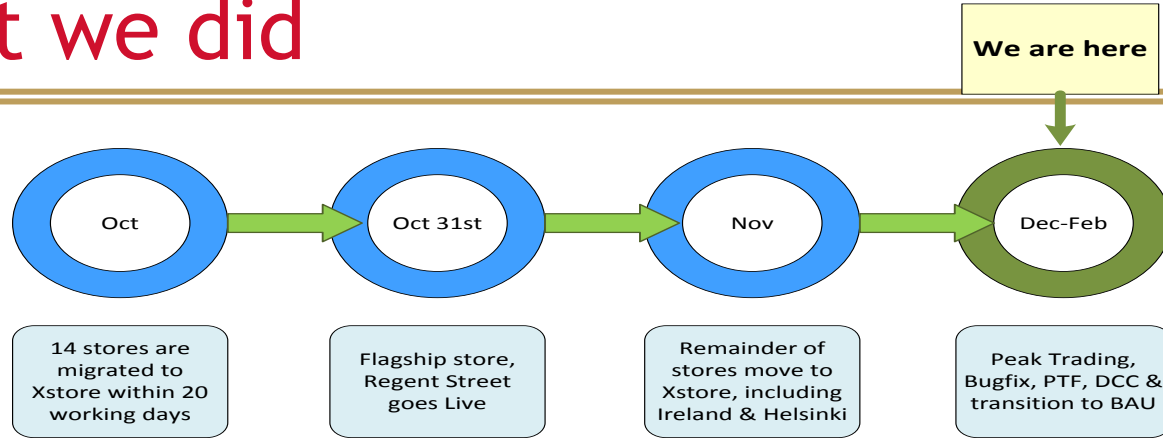 t we did
We are here
Oct
Oct 31st
Nov
Dec-Feb
14 stores are
migrated to
Xstore within 20
working days
Flagship store,
Regent Street
goes Live
Remainder of
stores move to
Xstore, including
Ireland & Helsinki
Peak Trading,
Bugfix, PTF, DCC &
transition to BAU